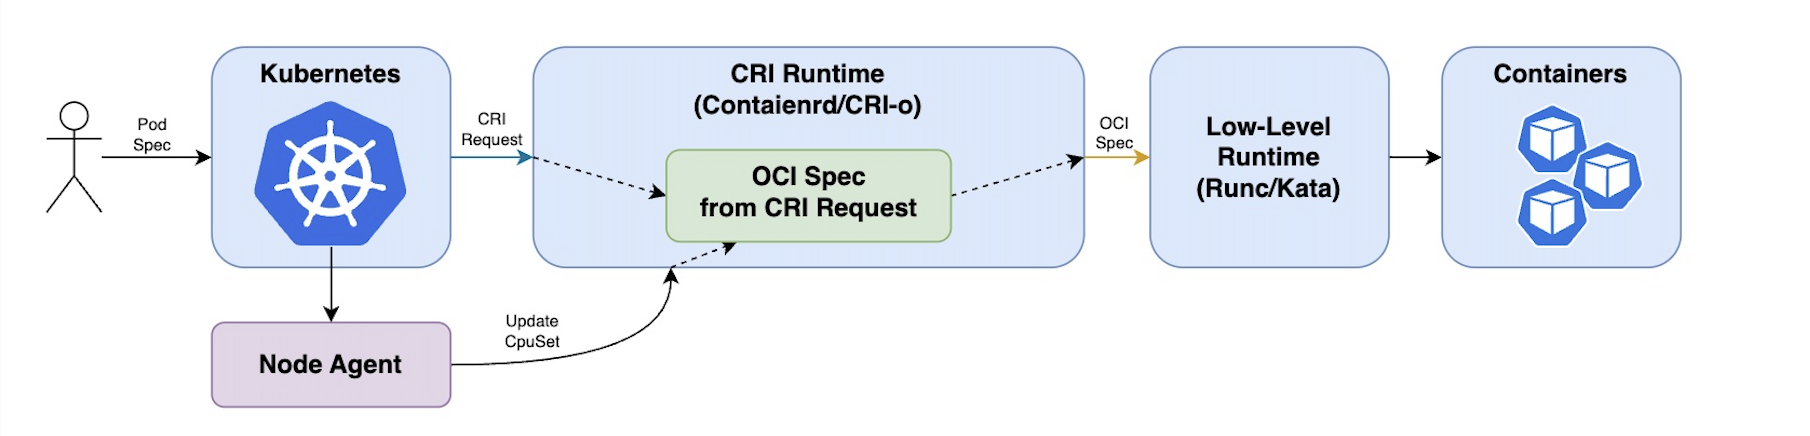 Pod
Spec
Kubernetes
CRI
Request
CRI Runtime
(Contaienrd/CRI-o)
OCI Spec
from CRI Request
OCI
Spec
Low-Level
Runtime
(Runc/Kata)
Containers
Node Agent
Update
CpuSet